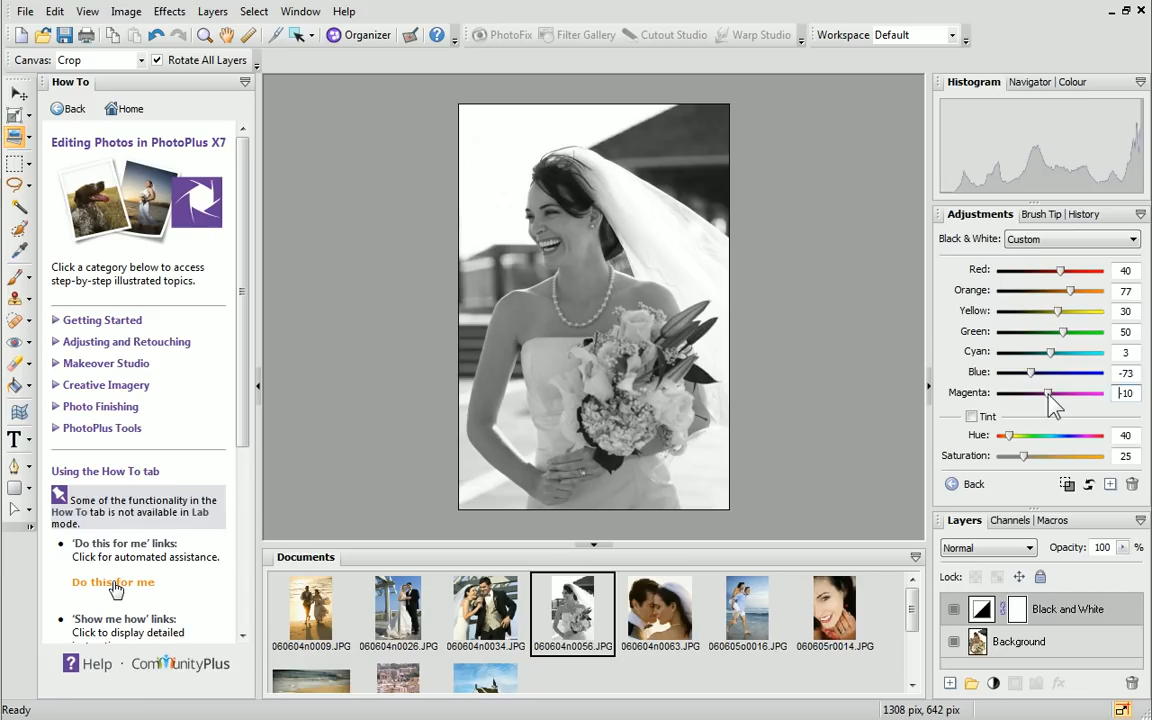 File Edit View Image Effects Layers Select Window Help
Organizer PhotoFix Filter Gallery Cutout Studio Warp Studio Workspace Default
Canvas: Crop Rotate All Layers
How To
Back Home
Editing Photos in PhotoPlus X7
Click a category below to access
step-by-step illustrated topics.
Getting Started
Adjusting and Retouching
Makeover Studio
Creative Imagery
Photo Finishing
PhotoPlus Tools
Using the How To tab
Some of the functionality in the
How To tab is not available in Lab
mode.
'Do this for me' links:
Click for automated assistance.
Do this for me
'Show me how' links:
Click to display detailed
Help · CommunityPlus
Documents
060604n0009.JPG 060604n0026.JPG 060604n0034.JPG 060604n0056.JPG 060604n0063.JPG 060605v0016.JPG 060605r0014.JPG
Histogram Navigator | Colour
Adjustments Brush Tip | History
Black & White: Custom
Red: 40
Orange: 77
Yellow: 30
Green: 50
Cyan: 3
Blue: -73
Magenta: -10
Tint
Hue: 40
Saturation: 25
Back
Layers Channels | Macros
Normal Opacity: 100 %
Lock:
Black and White
Background
Ready 1308 pix, 642 pix